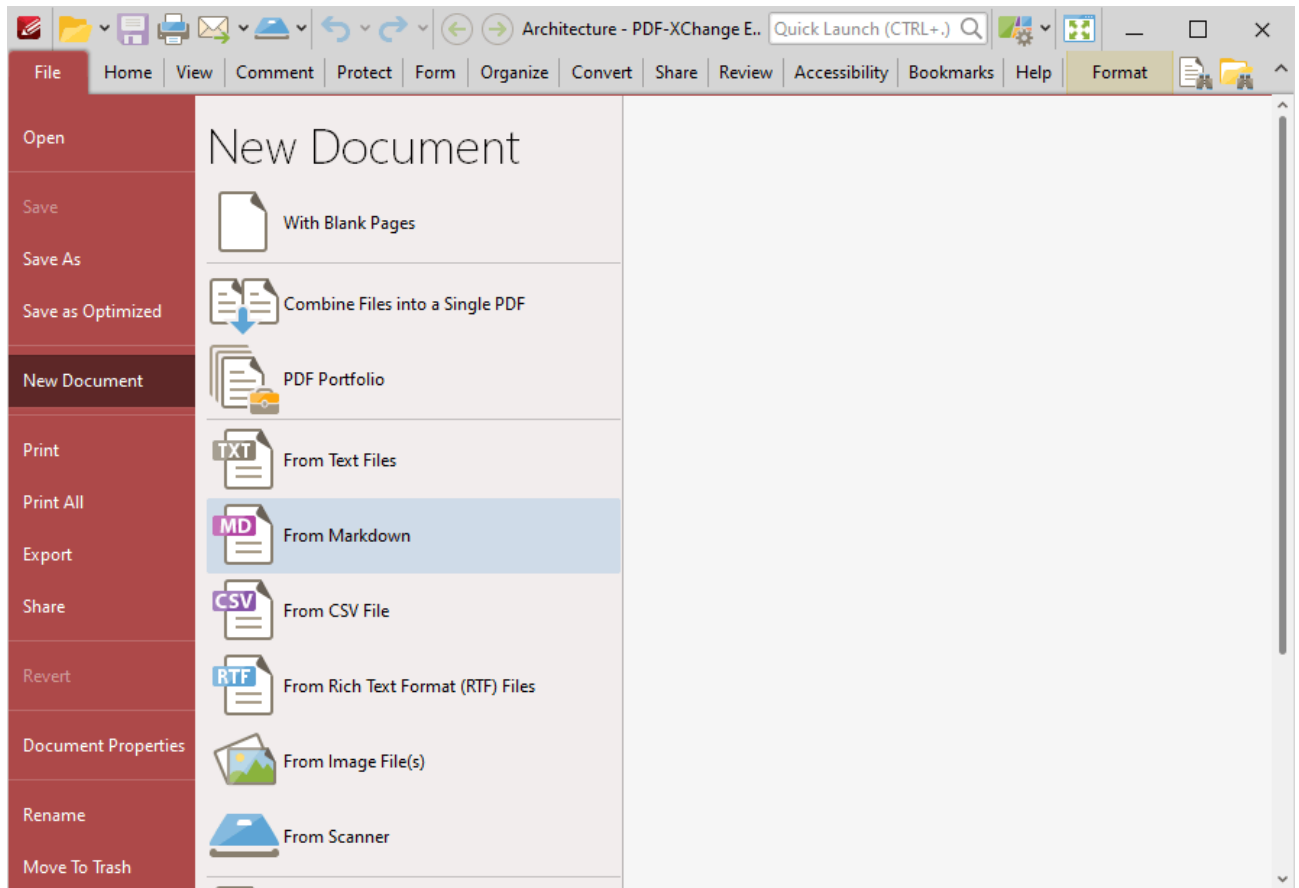 Architecture - PDF-XChange E..
Quick Launch (CTRL+.)
File Home View Comment Protect Form Organize Convert Share Review Accessibility Bookmarks Help Format
Open
Save
Save As
Save as Optimized
New Document
Print
Print All
Export
Share
Revert
Document Properties
Rename
Move To Trash
New Document
With Blank Pages
Combine Files into a Single PDF
PDF Portfolio
TXT From Text Files
MD From Markdown
CSV From CSV File
RTF From Rich Text Format (RTF) Files
From Image File(s)
From Scanner